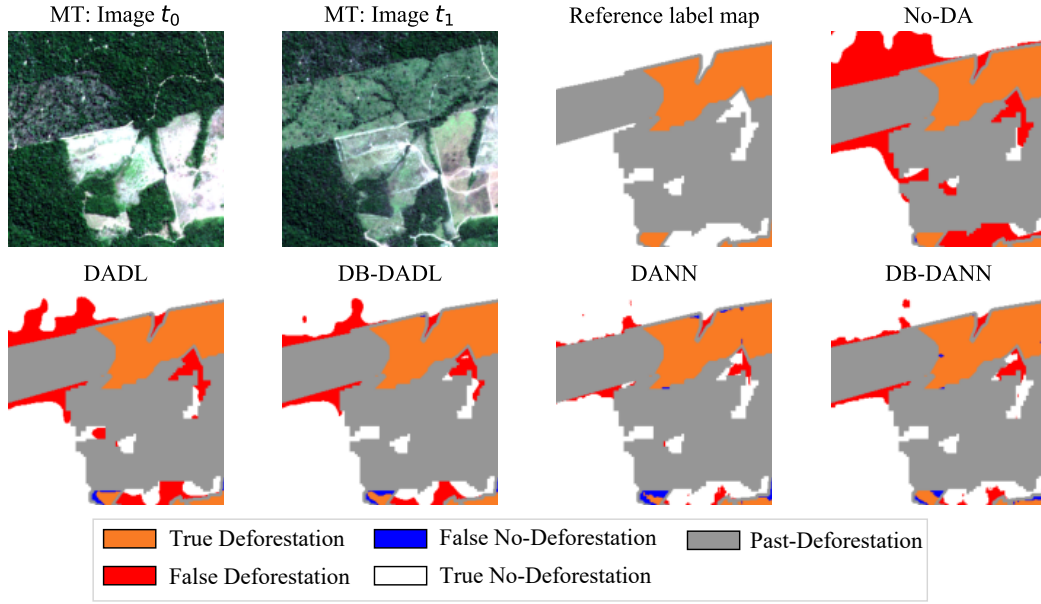 MT: Image t₀
MT: Image t₁
Reference label map
No-DA
DADL
DB-DADL
DANN
DB-DANN
True Deforestation
False No-Deforestation
Past-Deforestation
False Deforestation
True No-Deforestation